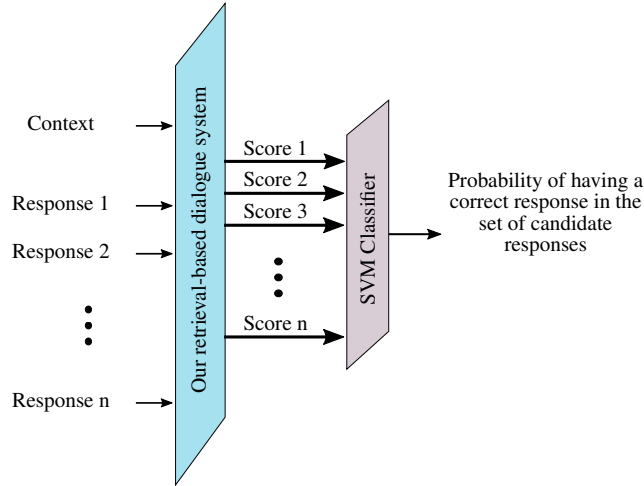 Context
Response 1
Response 2
Response n
Our retrieval-based dialogue system
Score 1
Score 2
Score 3
Score n
SVM Classifier
Probability of having a
correct response in the
set of candidate
responses